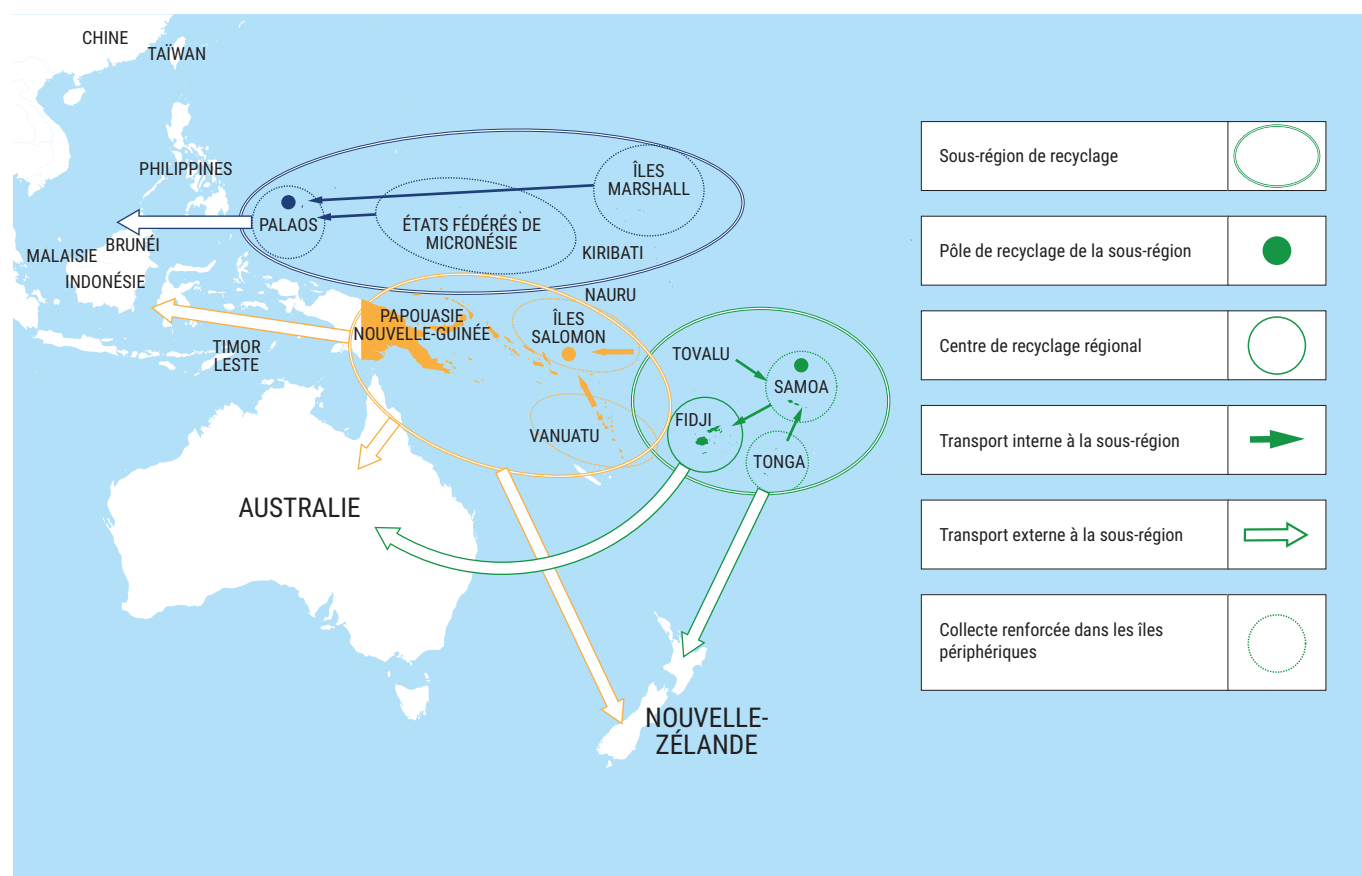 CHINE
TAÏWAN
PHILIPPINES
ÎLES
MARSHALL
PALAOS
ÉTATS FÉDÉRÉS DE
MICRONÉSIE
KIRIBATI
BRUNÉI
MALAISIE
INDONÉSIE
NAURU
PAPOUASIE
NOUVELLE-GUINÉE
ÎLES
SALOMON
TIMOR
LESTE
TOVALU
SAMOA
FIDJI
VANUATU
TONGA
AUSTRALIE
NOUVELLE-
ZÉLANDE
Sous-région de recyclage
Pôle de recyclage de la sous-région
Centre de recyclage régional
Transport interne à la sous-région
Transport externe à la sous-région
Collecte renforcée dans les îles
périphériques